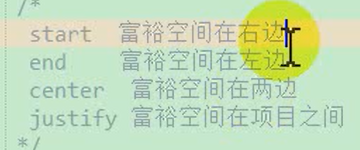 /*
start 富裕空间在右边
end 富裕空间在左边
center 富裕空间在两边
justify 富裕空间在项目之间
*/